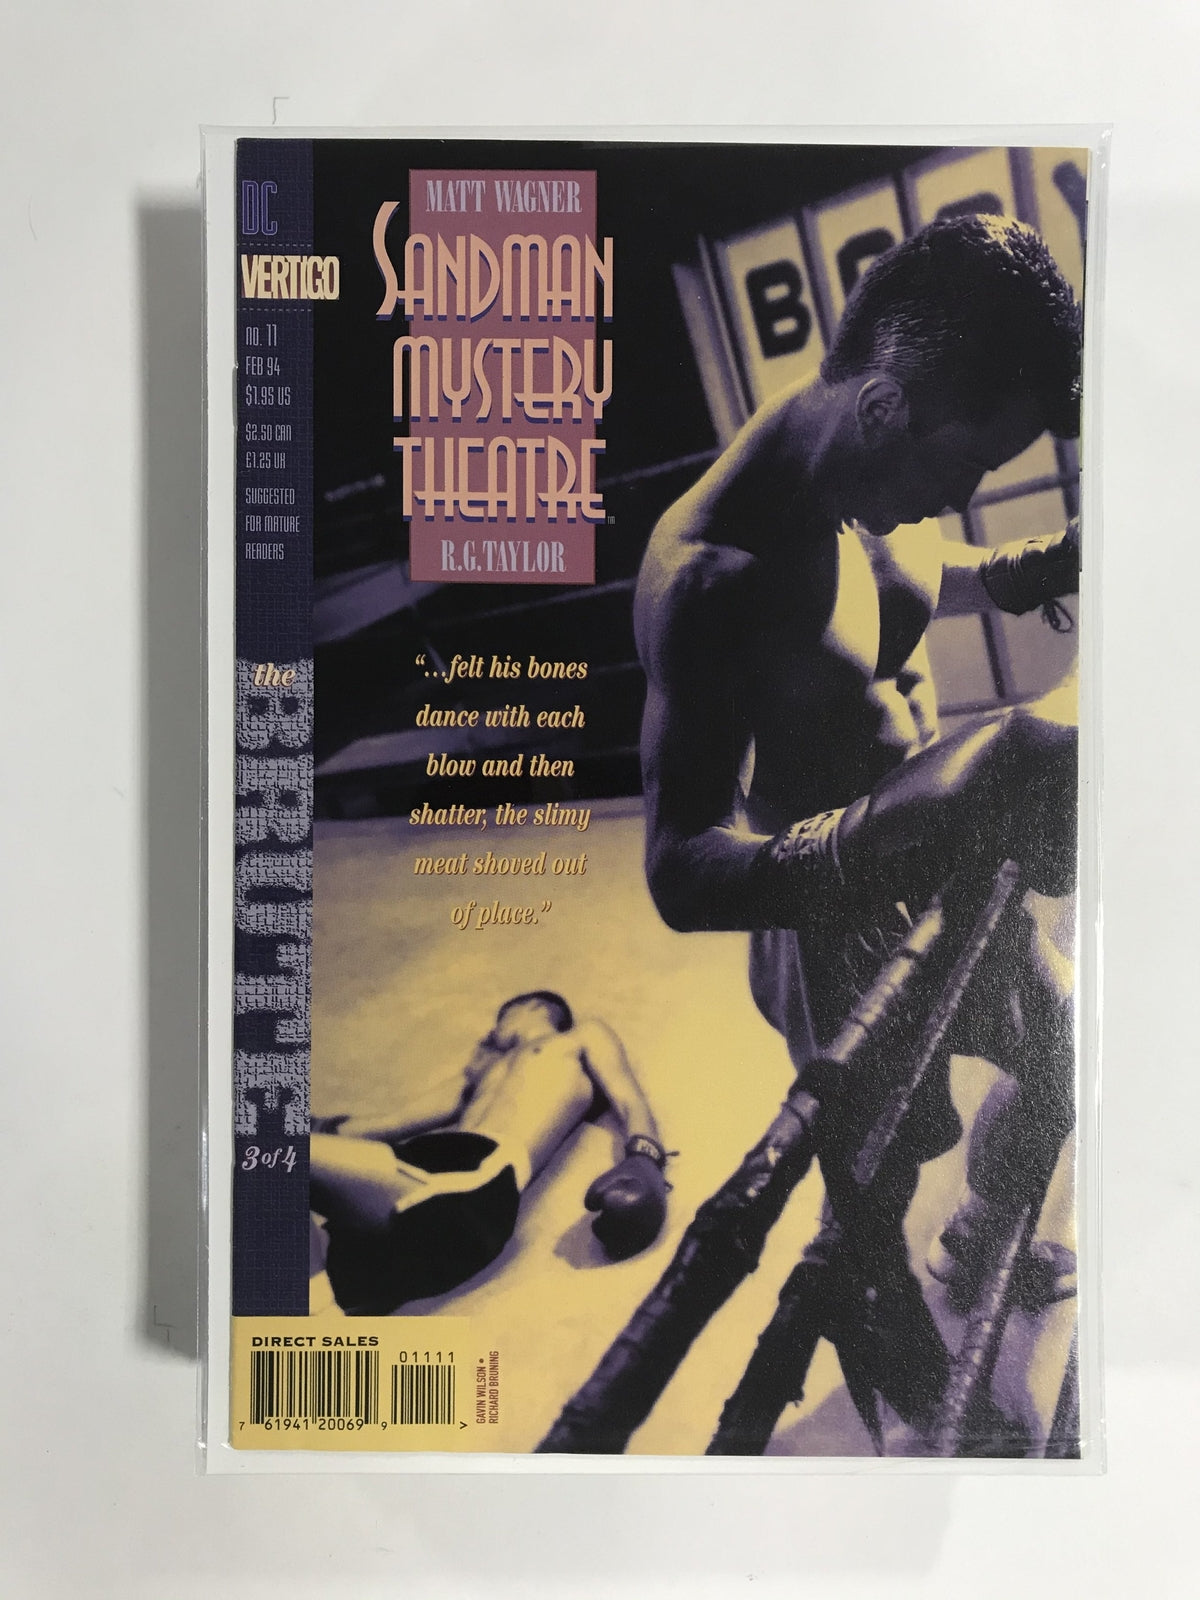 DC
VERTIGO
no. 11
FEB 94
$1.95 US
$2.50 CAN
£1.25 UK
SUGGESTED
FOR MATURE
READERS
the
BRUTE
3 of 4
MATT WAGNER
SANDMAN
MYSTERY
THEATRE
TM
R.G.TAYLOR
“...felt his bones
dance with each
blow and then
shatter, the slimy
meat shoved out
of place.”
DIRECT SALES
01111
7 61941 20069 9 >
GAVIN WILSON •
RICHARD BRUNING